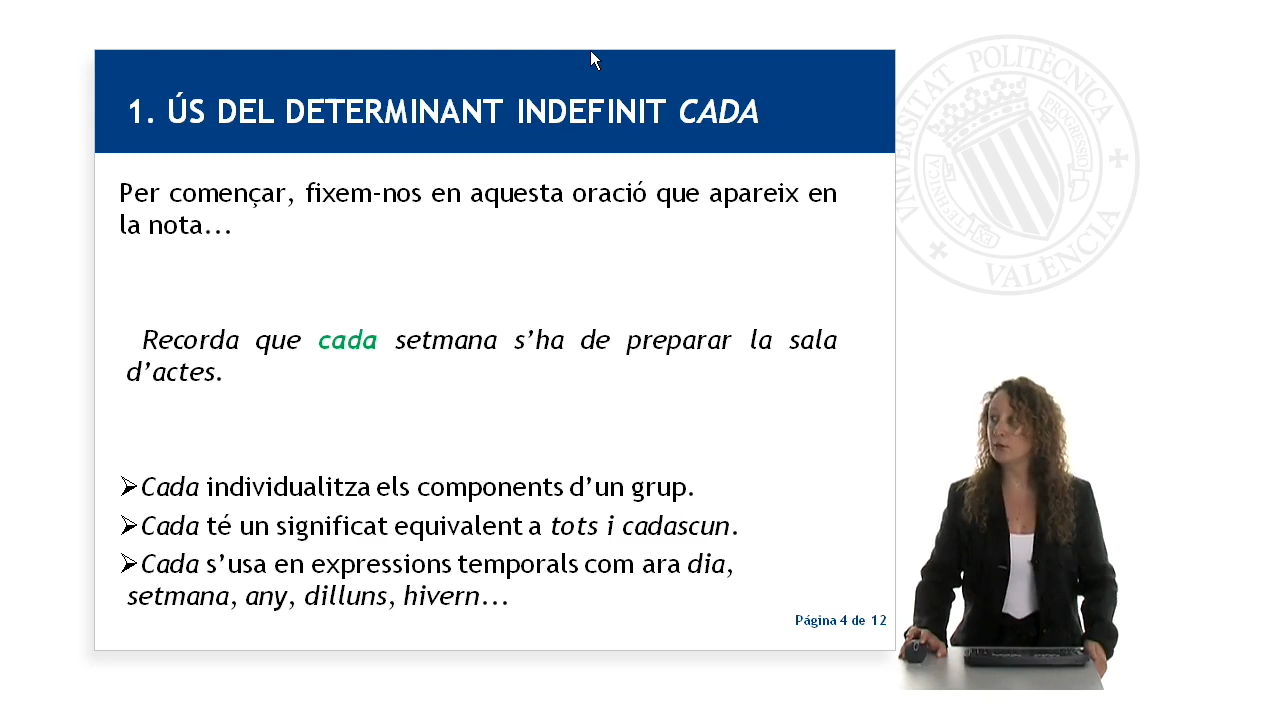 1. ÚS DEL DETERMINANT INDEFINIT CADA
Per començar, fixem-nos en aquesta oració que apareix en
la nota...
Recorda que cada setmana s’ha de preparar la sala
d’actes.
➢Cada individualitza els components d’un grup.
➢Cada té un significat equivalent a tots i cadascun.
➢Cada s’usa en expressions temporals com ara dia,
setmana, any, dilluns, hivern...
Página 4 de 12
UNIVERSITAT POLITÈCNICA
VALÈNCIA
PROGRESSIO